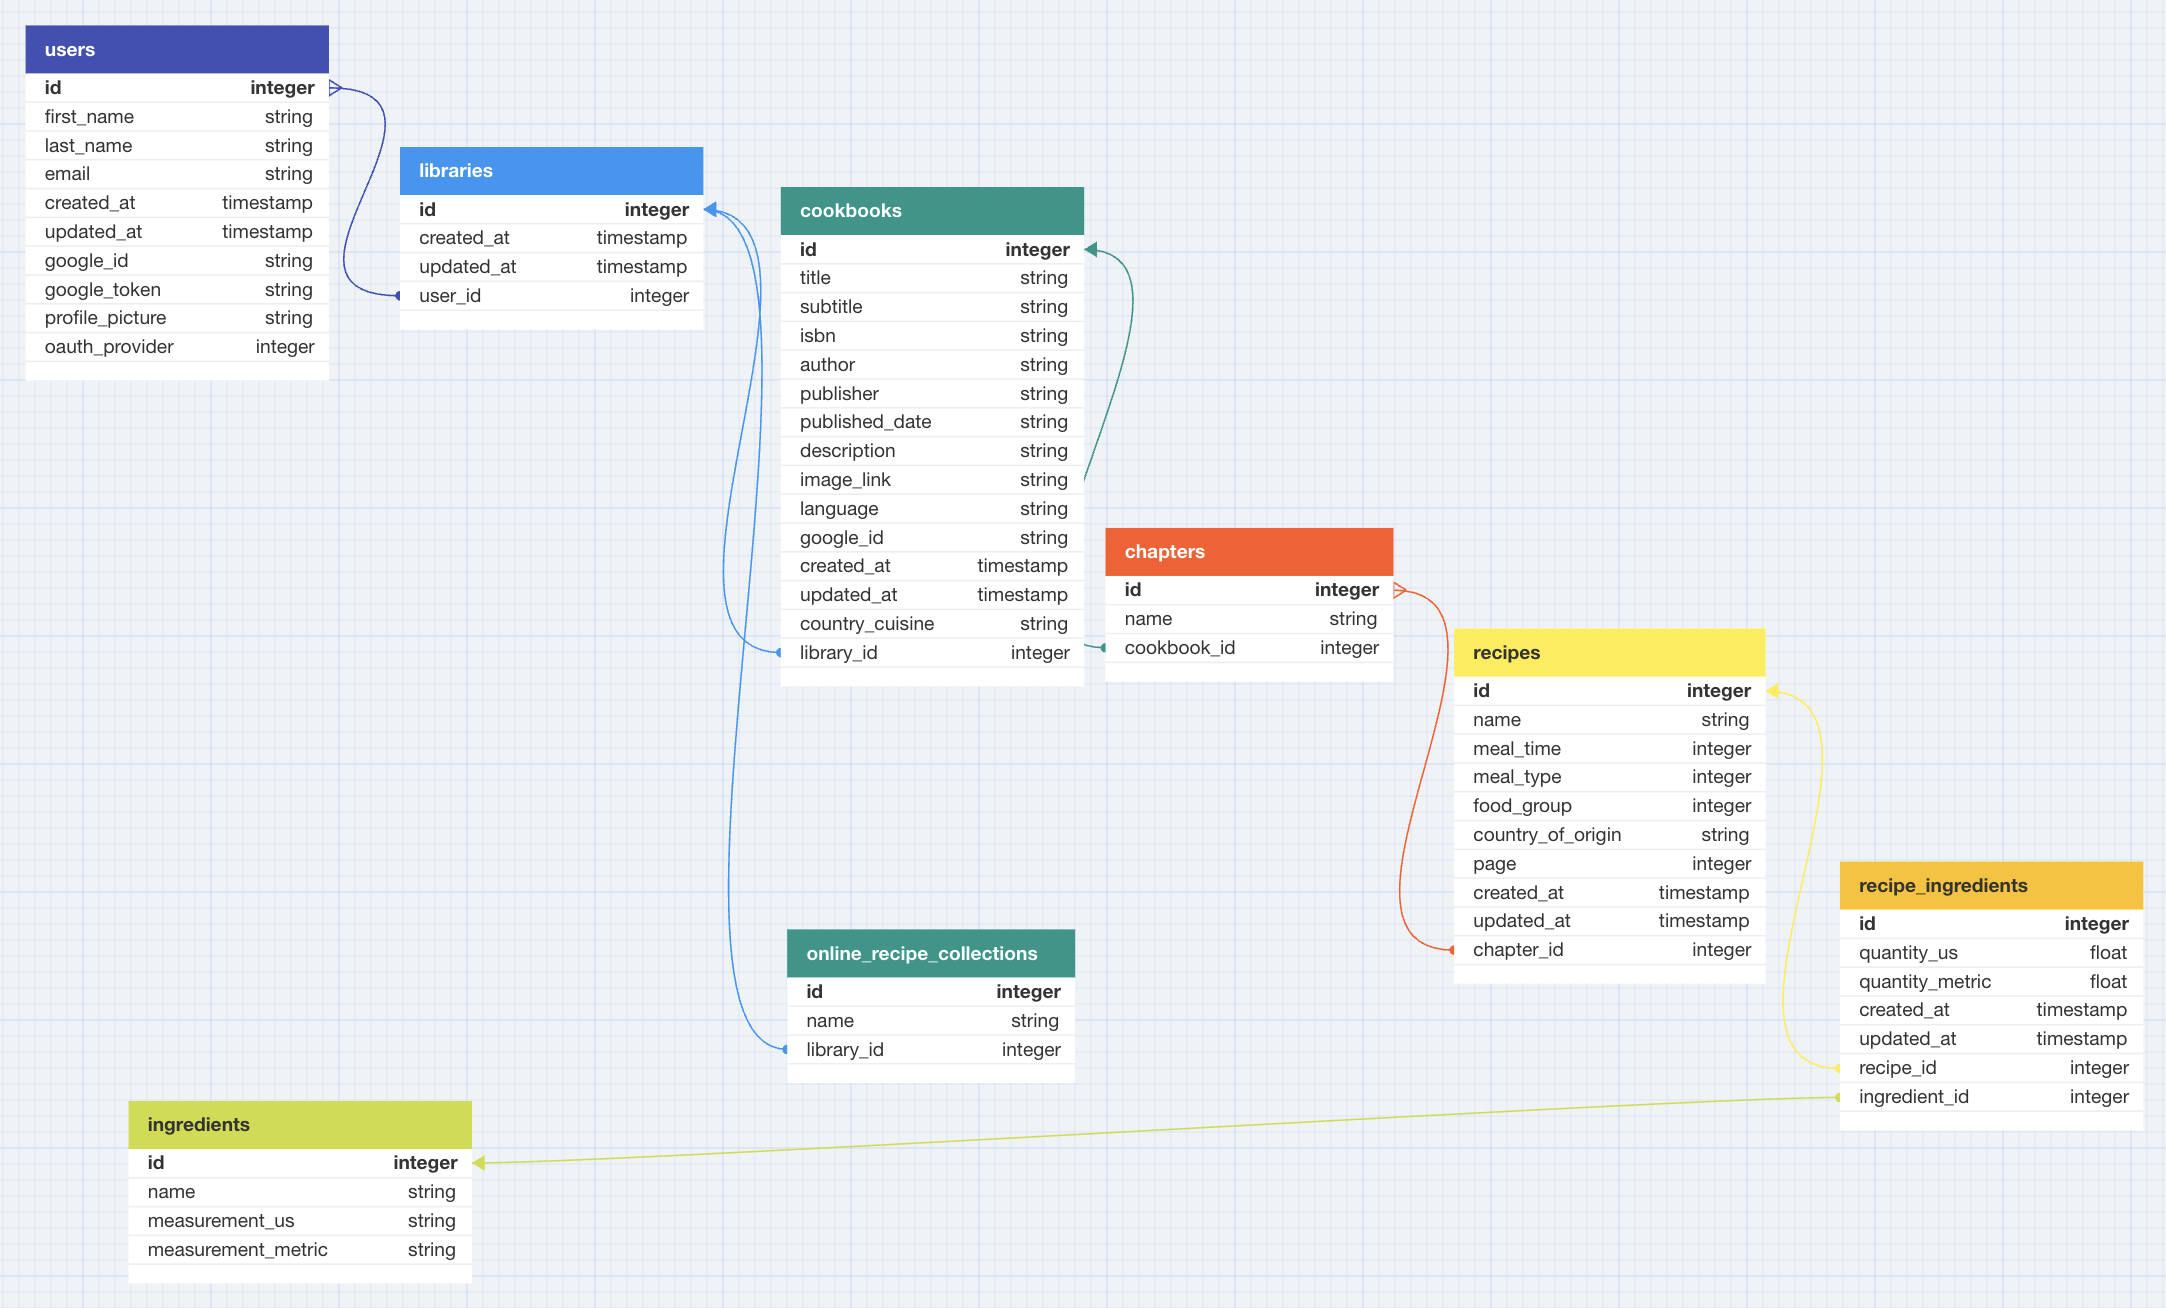 users
id integer
first_name string
last_name string
email string
created_at timestamp
updated_at timestamp
google_id string
google_token string
profile_picture string
oauth_provider integer
libraries
id integer
created_at timestamp
updated_at timestamp
user_id integer
cookbooks
id integer
title string
subtitle string
isbn string
author string
publisher string
published_date string
description string
image_link string
language string
google_id string
created_at timestamp
updated_at timestamp
country_cuisine string
library_id integer
chapters
id integer
name string
cookbook_id integer
recipes
id integer
name string
meal_time integer
meal_type integer
food_group integer
country_of_origin string
page integer
created_at timestamp
updated_at timestamp
chapter_id integer
recipe_ingredients
id integer
quantity_us float
quantity_metric float
created_at timestamp
updated_at timestamp
recipe_id integer
ingredient_id integer
online_recipe_collections
id integer
name string
library_id integer
ingredients
id integer
name string
measurement_us string
measurement_metric string